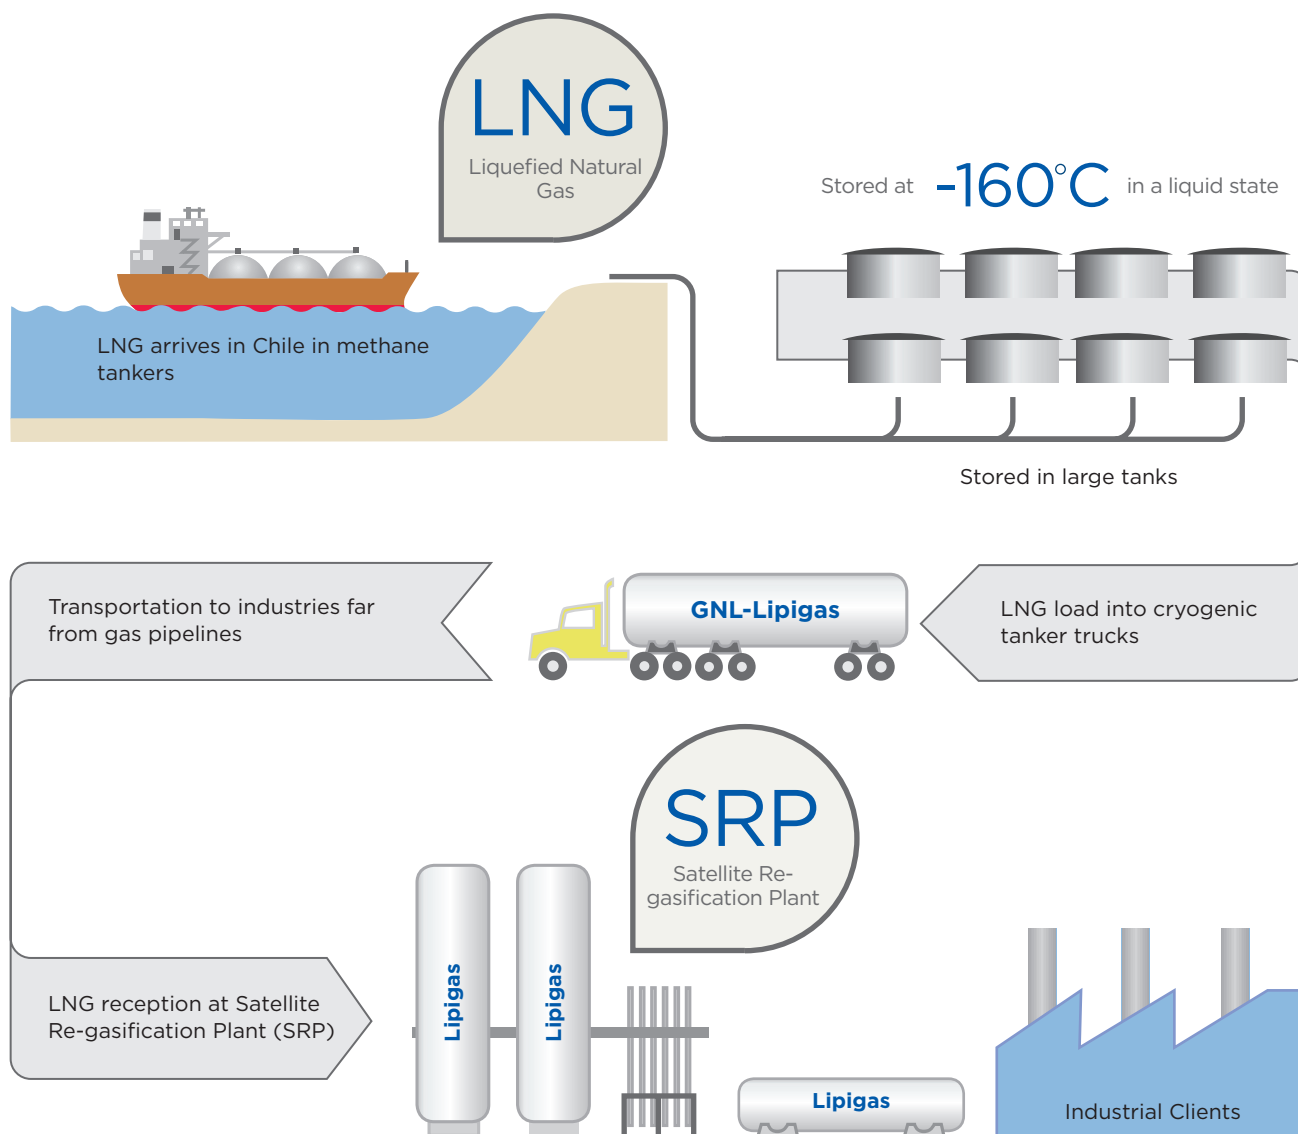 LNG
Liquefied Natural
Gas
Stored at -160°C in a liquid state
LNG arrives in Chile in methane
tankers
Stored in large tanks
Transportation to industries far
from gas pipelines
GNL-Lipigas
LNG load into cryogenic
tanker trucks
SRP
Satellite Re-
gasification Plant
LNG reception at Satellite
Re-gasification Plant (SRP)
Lipigas
Lipigas
Lipigas
Industrial Clients